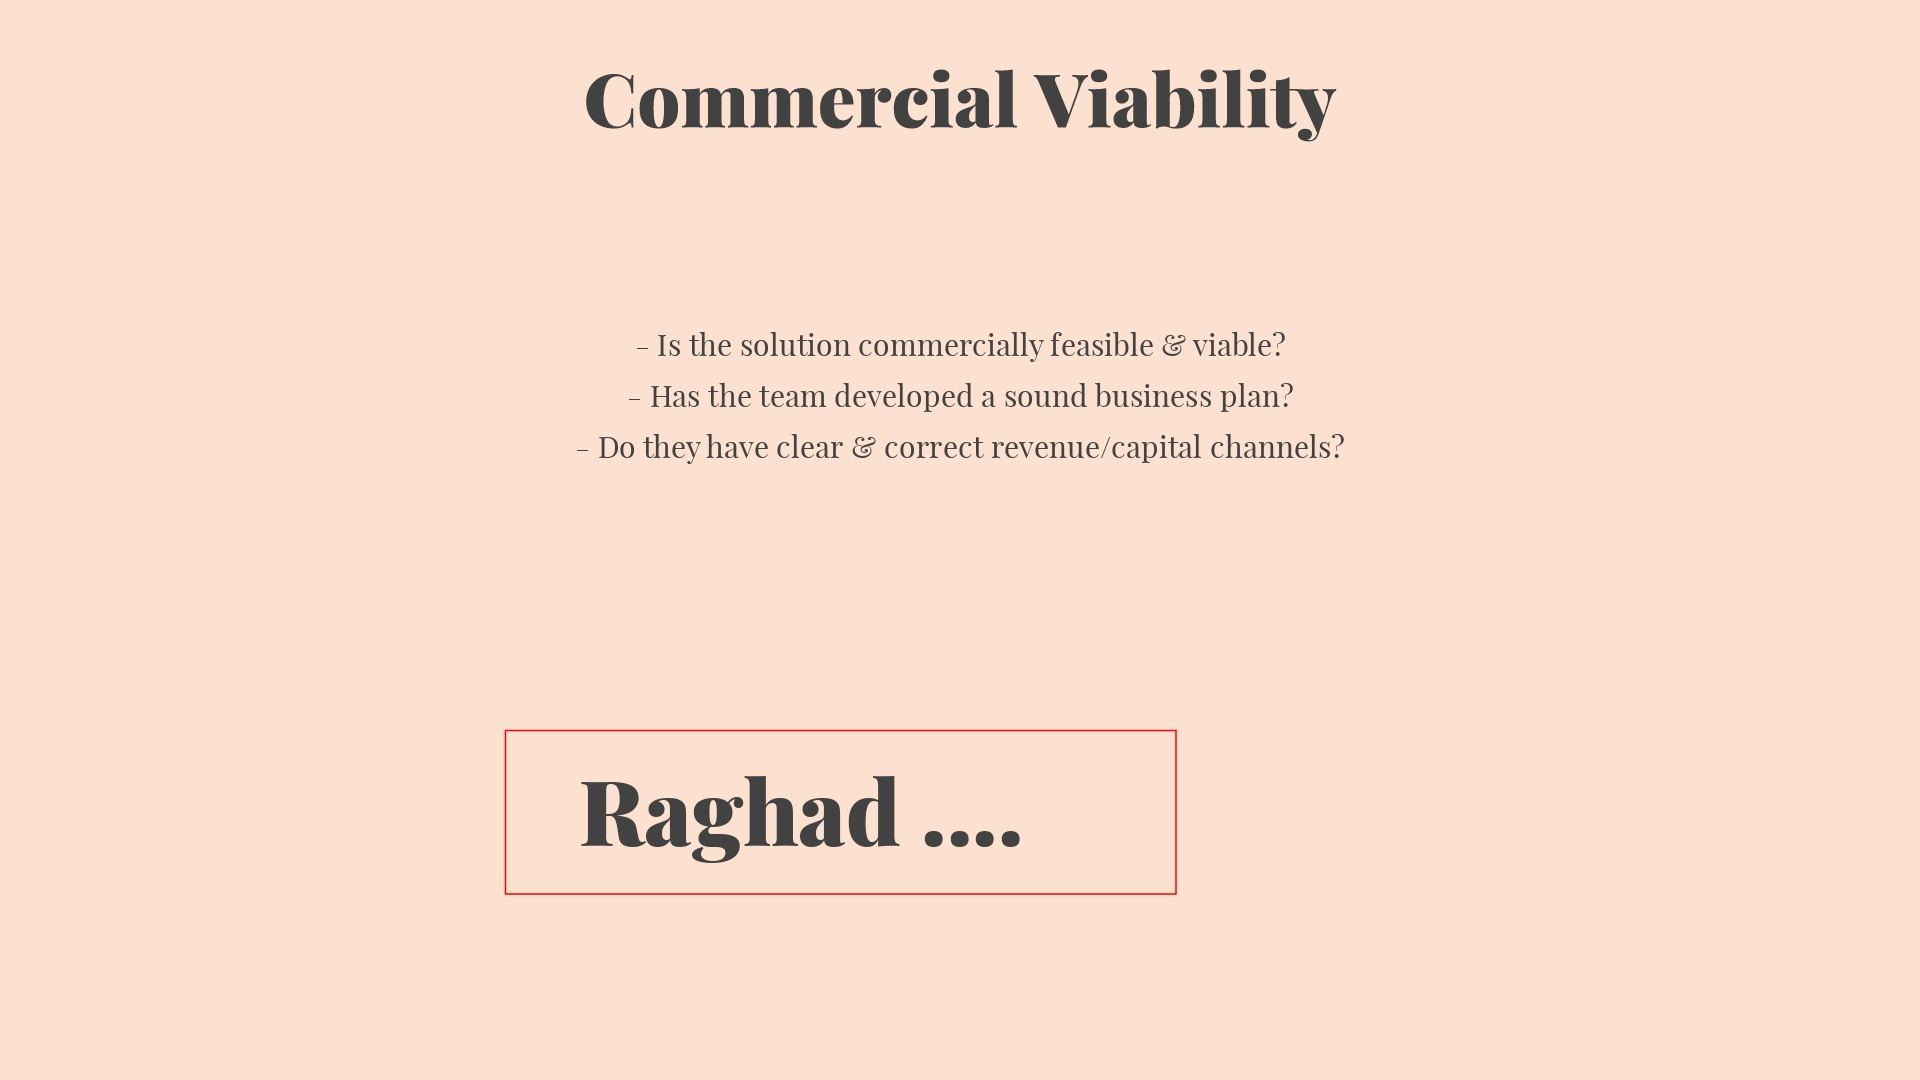 Commercial Viability
- Is the solution commercially feasible & viable?
- Has the team developed a sound business plan?
- Do they have clear & correct revenue/capital channels?
Raghad ....